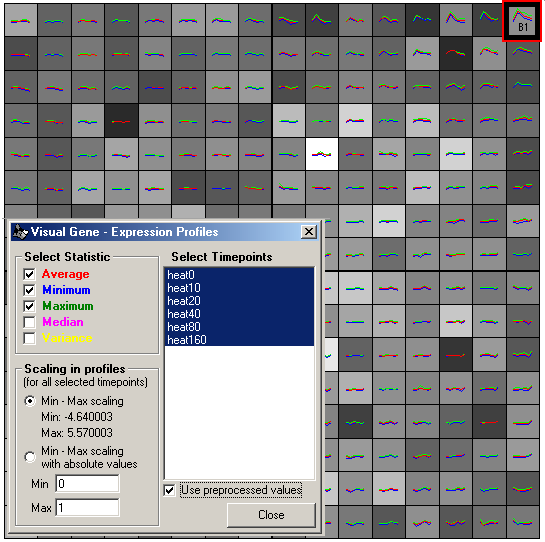 B1
Visual Gene - Expression Profiles
Select Statistic
Average
Minimum
Maximum
Median
Variance
Scaling in profiles
(for all selected timepoints)
Min - Max scaling
Min: -4.640003
Max: 5.570003
Min - Max scaling
with absolute values
Min 0
Max 1
Select Timepoints
heat0
heat10
heat20
heat40
heat80
heat160
Use preprocessed values
Close